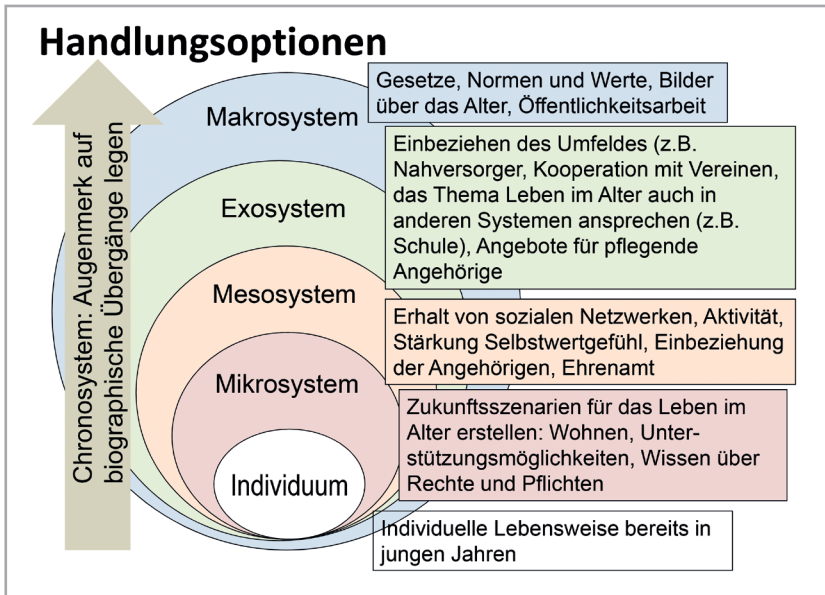 Handlungsoptionen
Chronosystem: Augenmerk auf
biographische Übergänge legen
Makrosystem
Gesetze, Normen und Werte, Bilder
über das Alter, Öffentlichkeitsarbeit
Exosystem
Einbeziehen des Umfeldes (z.B.
Nahversorger, Kooperation mit Vereinen,
das Thema Leben im Alter auch in
anderen Systemen ansprechen (z.B.
Schule), Angebote für pflegende
Angehörige
Mesosystem
Erhalt von sozialen Netzwerken, Aktivität,
Stärkung Selbstwertgefühl, Einbeziehung
der Angehörigen, Ehrenamt
Mikrosystem
Zukunftsszenarien für das Leben im
Alter erstellen: Wohnen, Unter-
stützungsmöglichkeiten, Wissen über
Rechte und Pflichten
Individuum
Individuelle Lebensweise bereits in
jungen Jahren